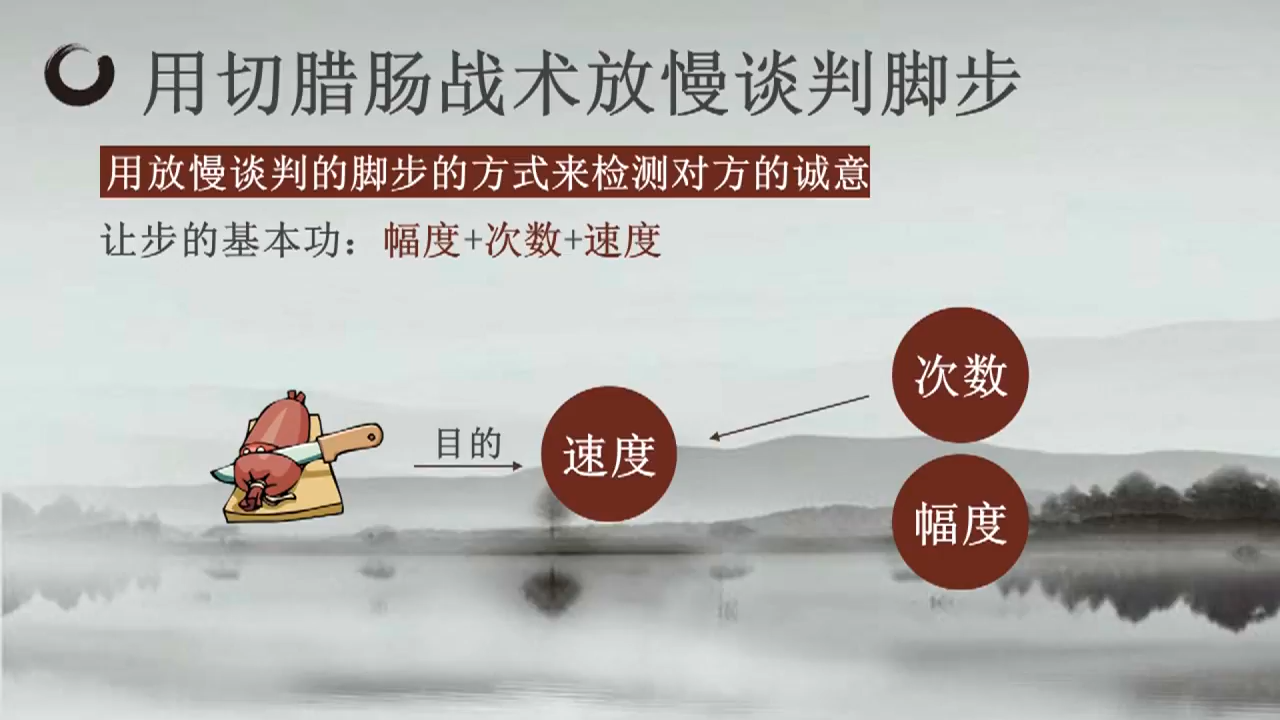 用切腊肠战术放慢谈判脚步
用放慢谈判的脚步的方式来检测对方的诚意
让步的基本功：幅度+次数+速度
目的
速度
次数
幅度